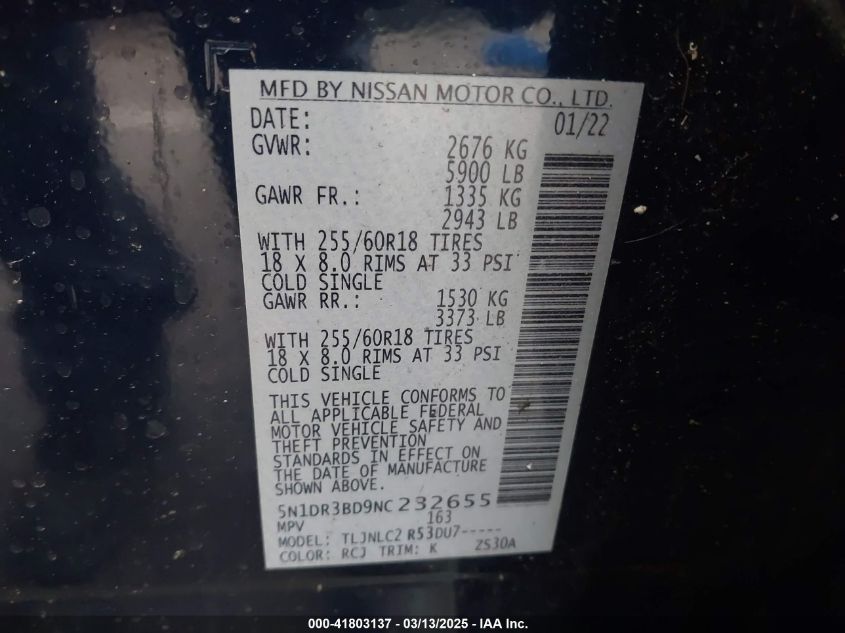 MFD BY NISSAN MOTOR CO., LTD.
DATE: 01/22
GVWR: 2676 KG
5900 LB
GAWR FR.: 1335 KG
2943 LB
WITH 255/60R18 TIRES
18 X 8.0 RIMS AT 33 PSI
COLD SINGLE
GAWR RR.: 1530 KG
3373 LB
WITH 255/60R18 TIRES
18 X 8.0 RIMS AT 33 PSI
COLD SINGLE
THIS VEHICLE CONFORMS TO
ALL APPLICABLE FEDERAL
MOTOR VEHICLE SAFETY AND
THEFT PREVENTION
STANDARDS IN EFFECT ON
THE DATE OF MANUFACTURE
SHOWN ABOVE.
5N1DR3BD9NC232655
MPV 163
MODEL: TLJNLC2 R53DU7-----
COLOR: RCJ TRIM: K ZS30A
000-41803137 - 03/13/2025 - IAA Inc.